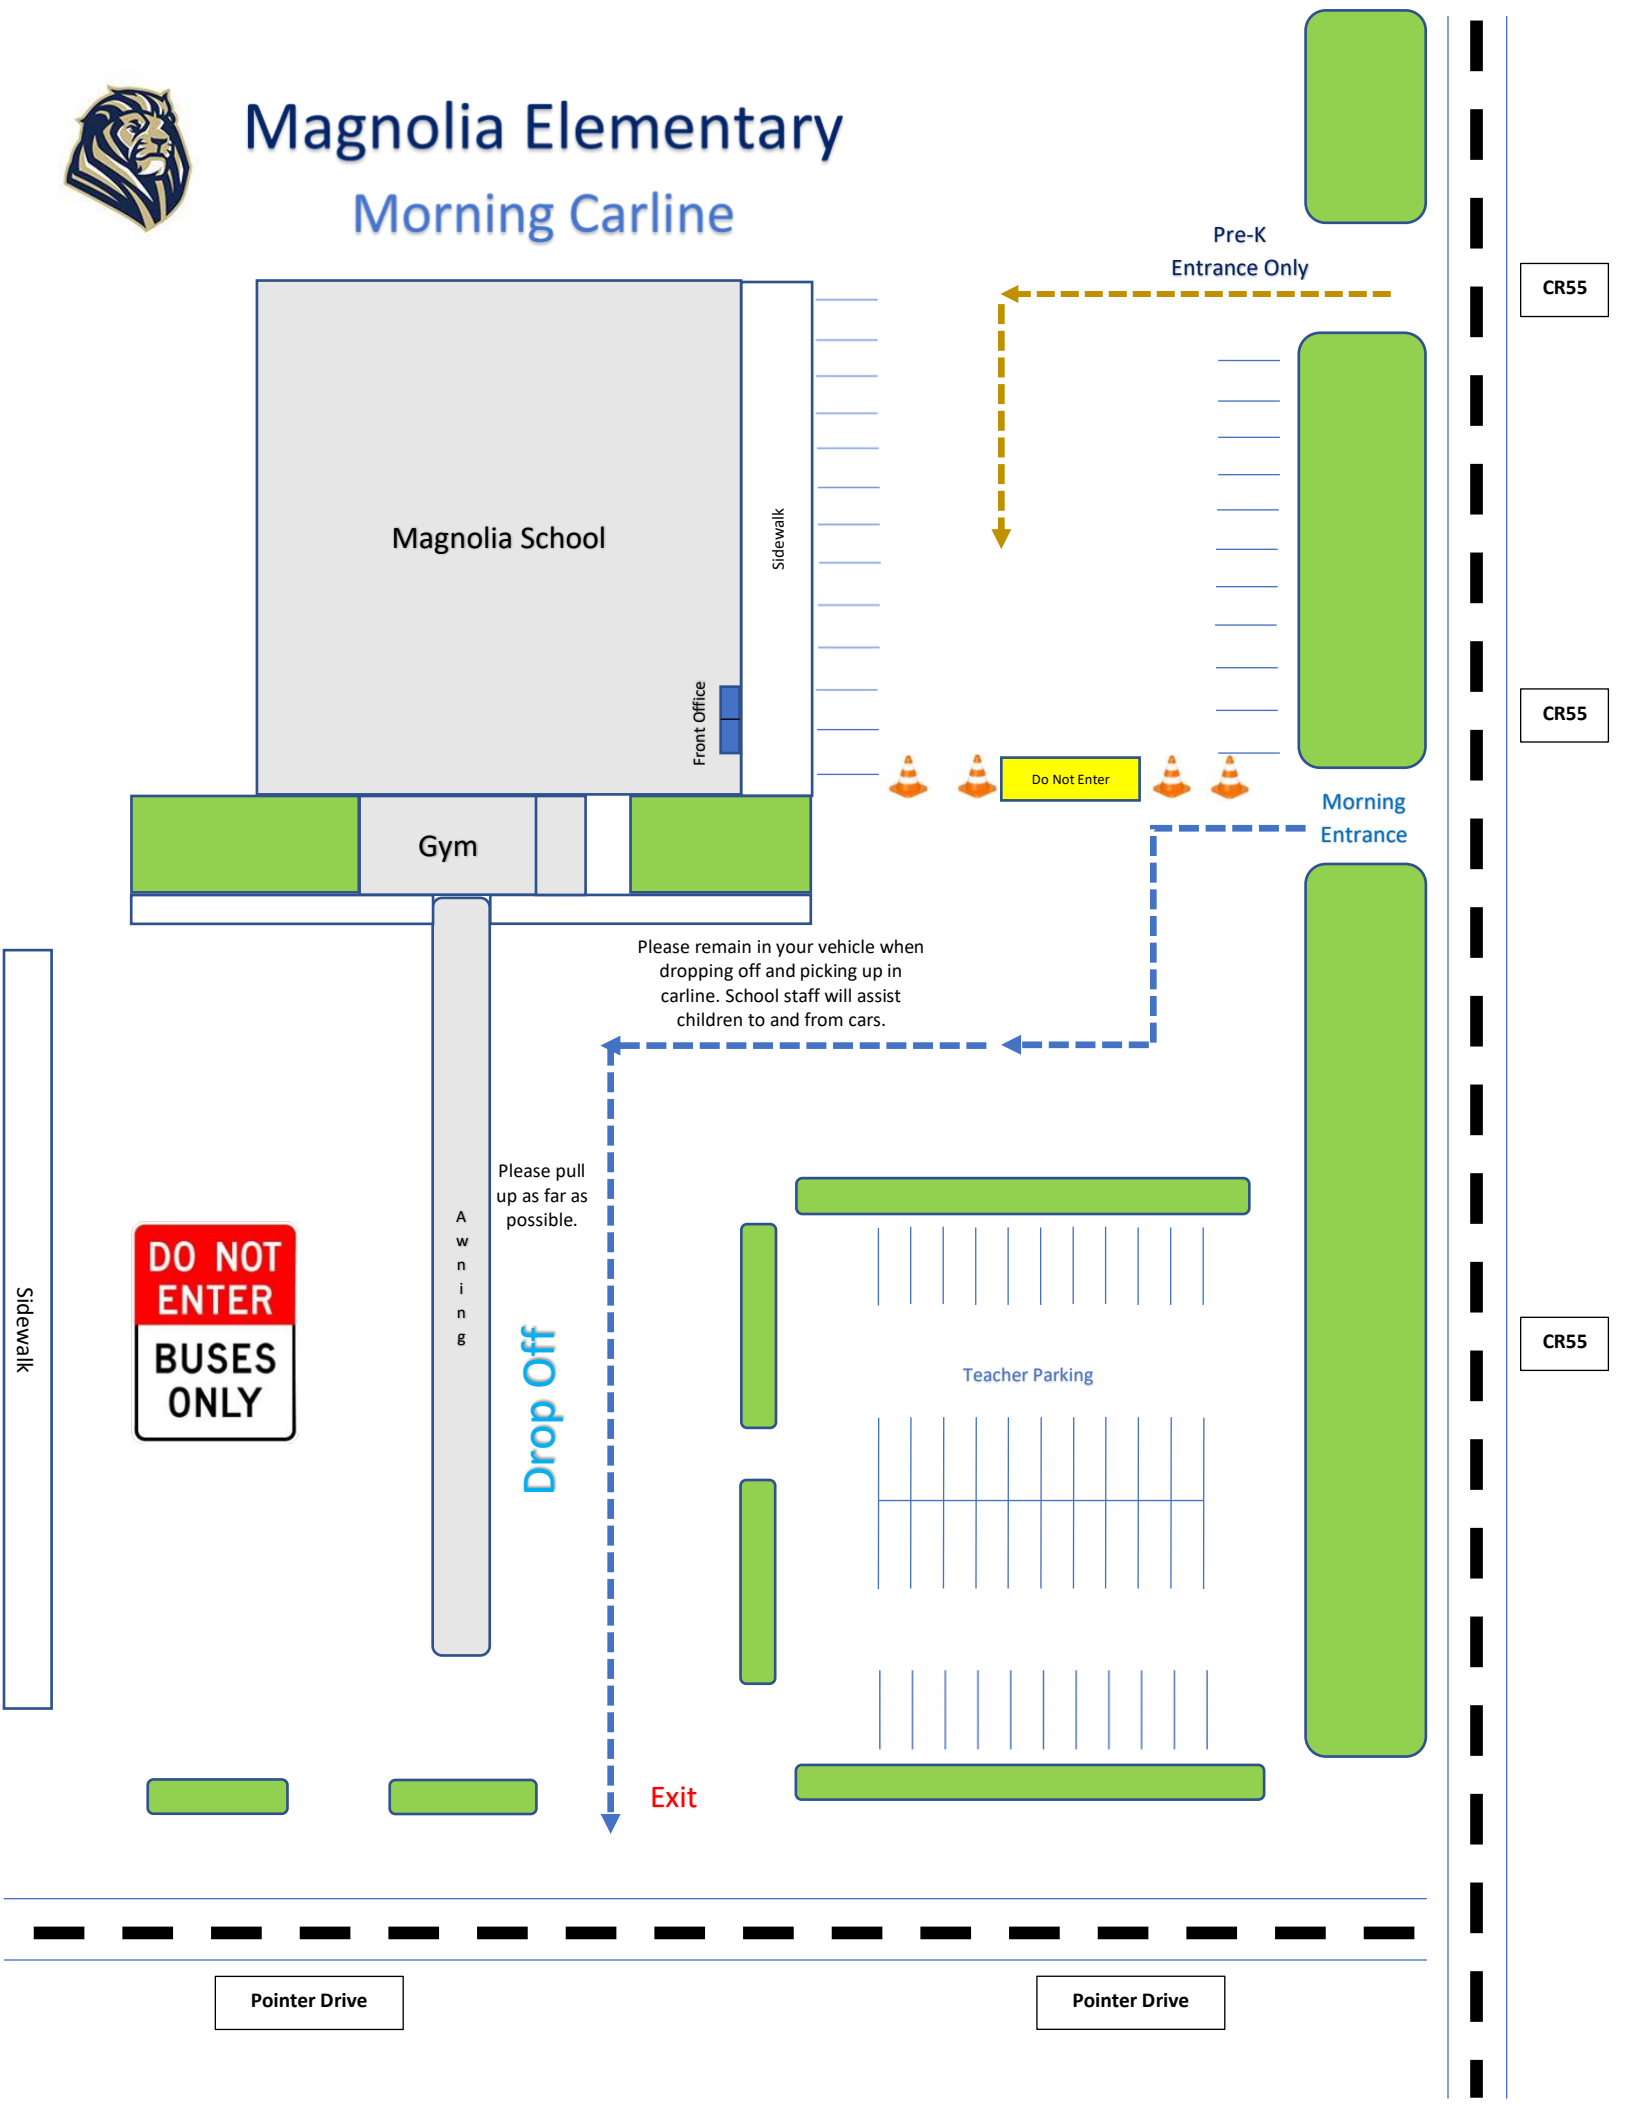 Magnolia Elementary
Morning Carline
Pre-K
Entrance Only
CR55
Magnolia School
Sidewalk
Front Office
CR55
Do Not Enter
Morning
Entrance
Gym
Please remain in your vehicle when
dropping off and picking up in
carline. School staff will assist
children to and from cars.
Please pull
up as far as
possible.
A
w
n
i
n
g
Drop Off
DO NOT
ENTER
BUSES
ONLY
Sidewalk
Teacher Parking
CR55
Exit
Pointer Drive
Pointer Drive